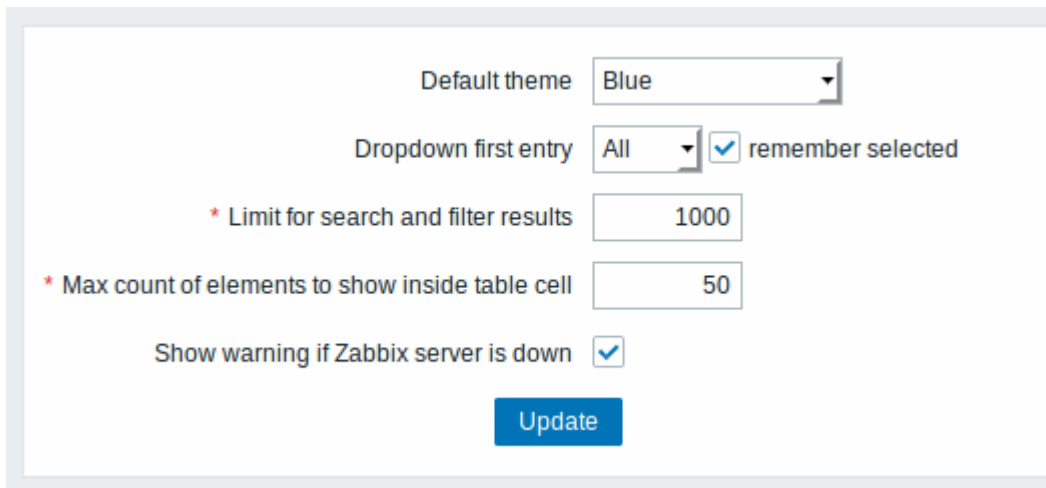 Default theme Blue
Dropdown first entry All remember selected
* Limit for search and filter results 1000
* Max count of elements to show inside table cell 50
Show warning if Zabbix server is down
Update